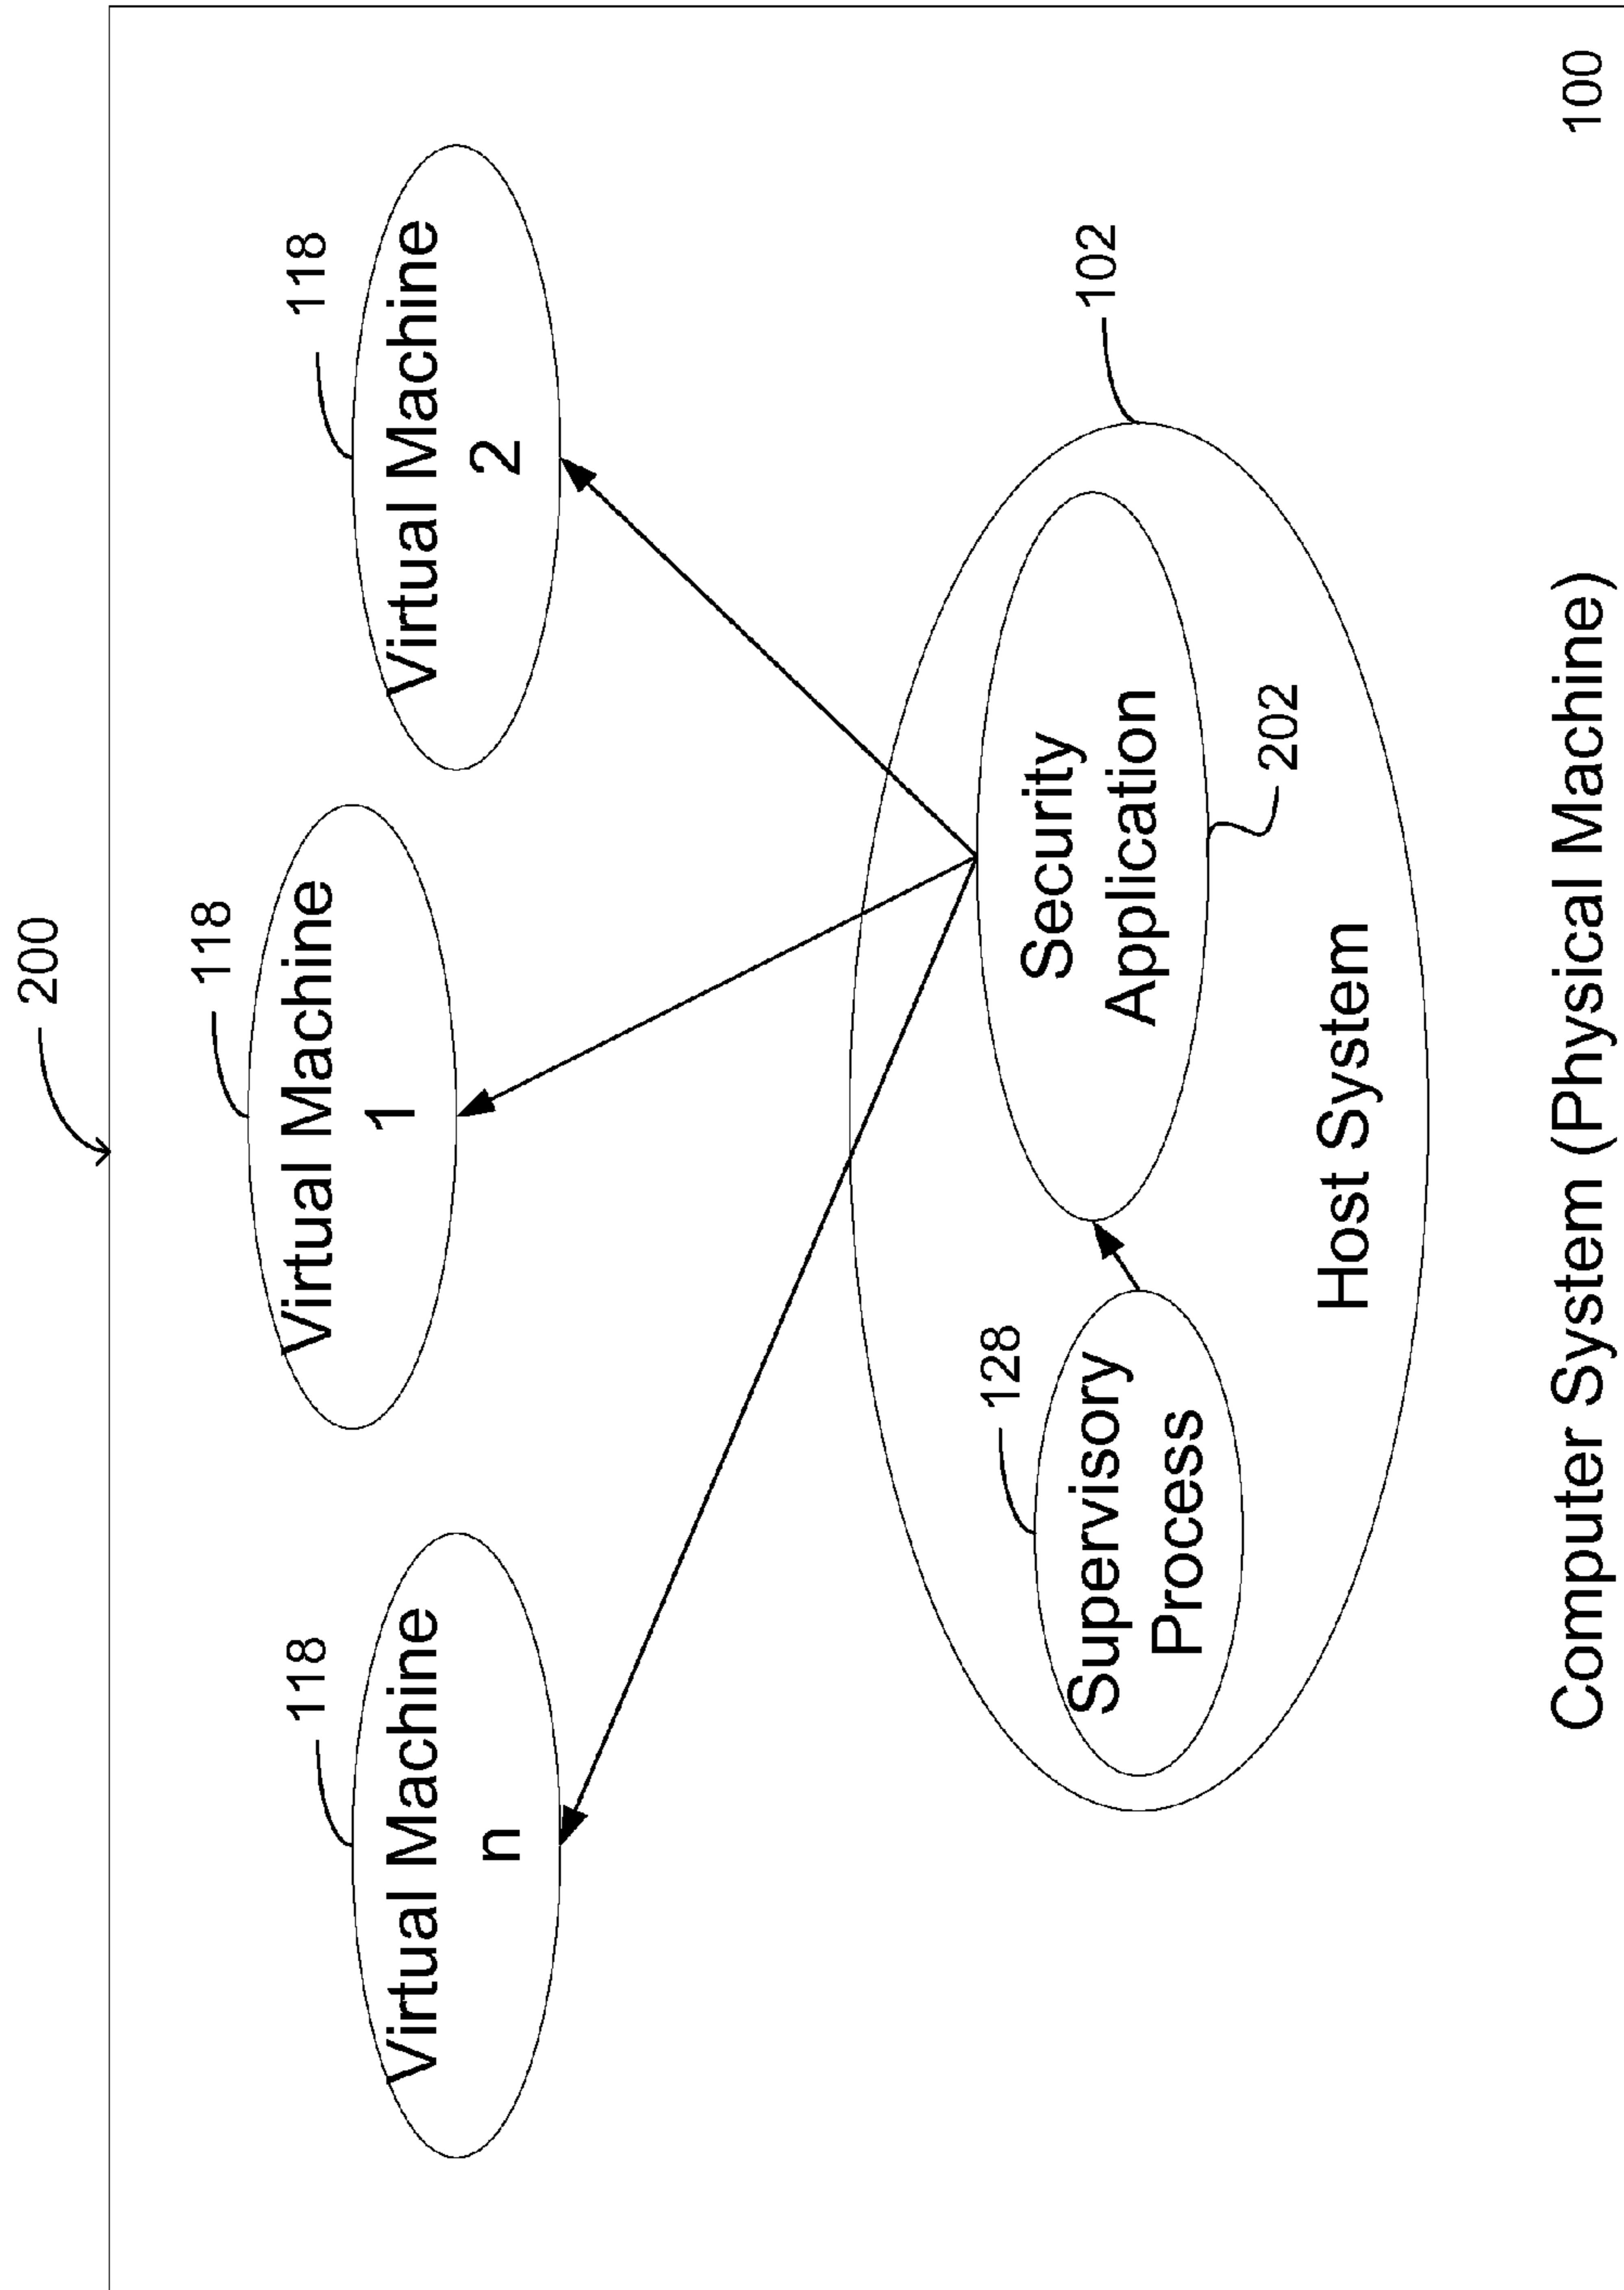 200
118
Virtual Machine
1
118
Virtual Machine
n
118
Virtual Machine
2
102
128
Supervisory
Process
Security
Application
202
Host System
Computer System (Physical Machine)
100